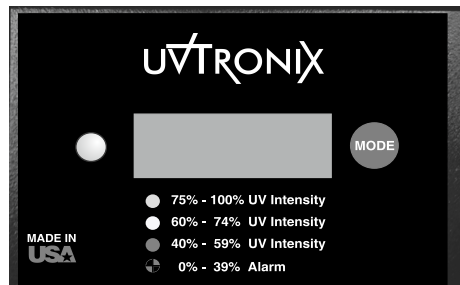 UVTRONIX
MODE
75% - 100% UV Intensity
60% - 74% UV Intensity
40% - 59% UV Intensity
0% - 39% Alarm
MADE IN
USA